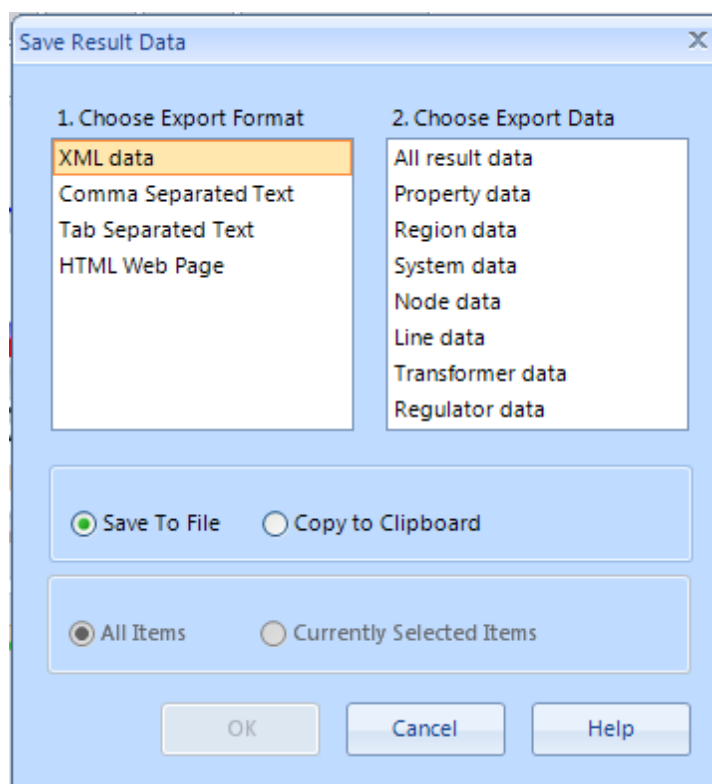 Save Result Data
1. Choose Export Format
XML data
Comma Separated Text
Tab Separated Text
HTML Web Page
2. Choose Export Data
All result data
Property data
Region data
System data
Node data
Line data
Transformer data
Regulator data
Save To File
Copy to Clipboard
All Items
Currently Selected Items
OK
Cancel
Help